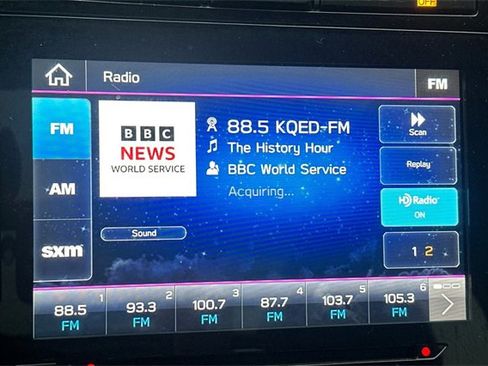 OFF
Radio
FM
FM
BBC
NEWS
WORLD SERVICE
88.5 KQED-FM
The History Hour
BBC World Service
Acquiring...
Scan
Replay
AM
HD Radio
ON
Sound
sxm
1 2
88.5 1
FM
93.3 2
FM
100.7 3
FM
87.7 4
FM
103.7 5
FM
105.3 6
FM